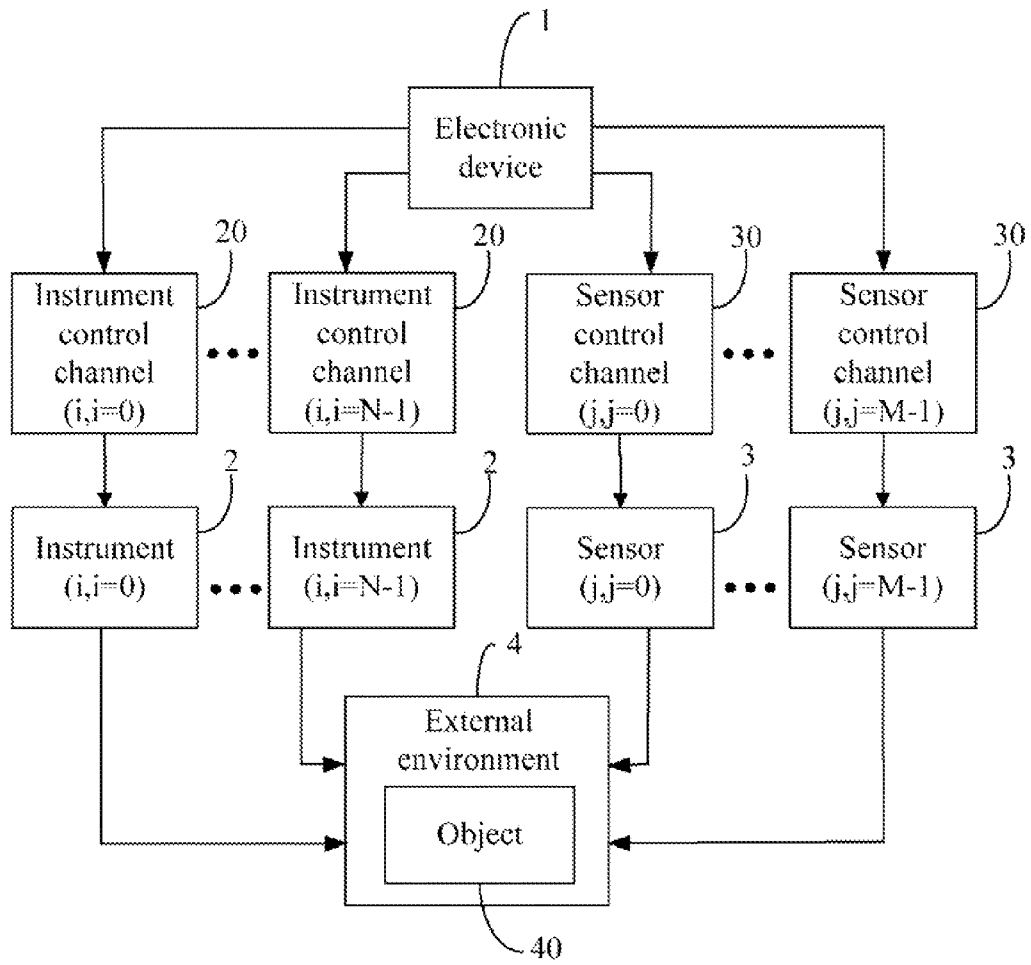 1
Electronic
device
20
20
30
30
Instrument
control
channel
(i,i=0)
Instrument
control
channel
(i,i=N-1)
Sensor
control
channel
(j,j=0)
Sensor
control
channel
(j,j=M-1)
2
2
3
3
Instrument
(i,i=0)
Instrument
(i,i=N-1)
Sensor
(j,j=0)
Sensor
(j,j=M-1)
4
External
environment
Object
40